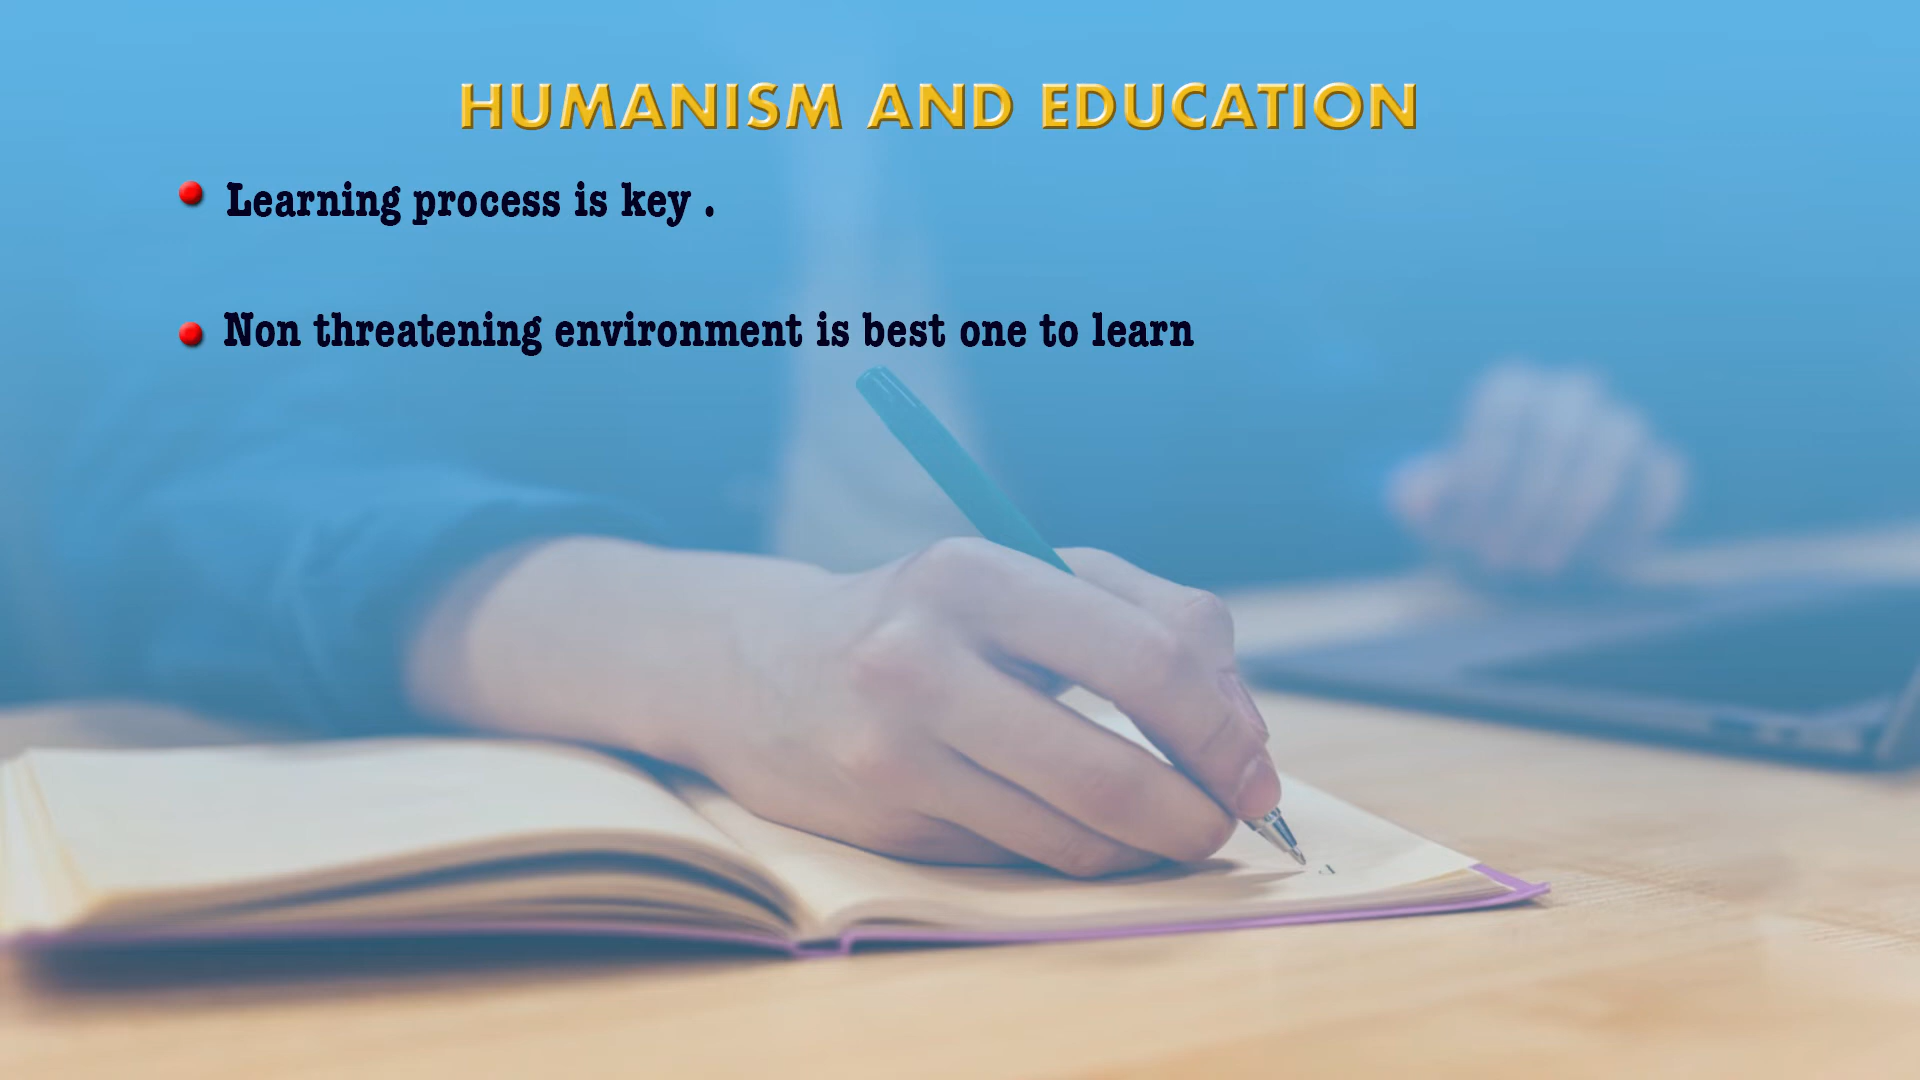 HUMANISM AND EDUCATION
Learning process is key .
Non threatening environment is best one to learn